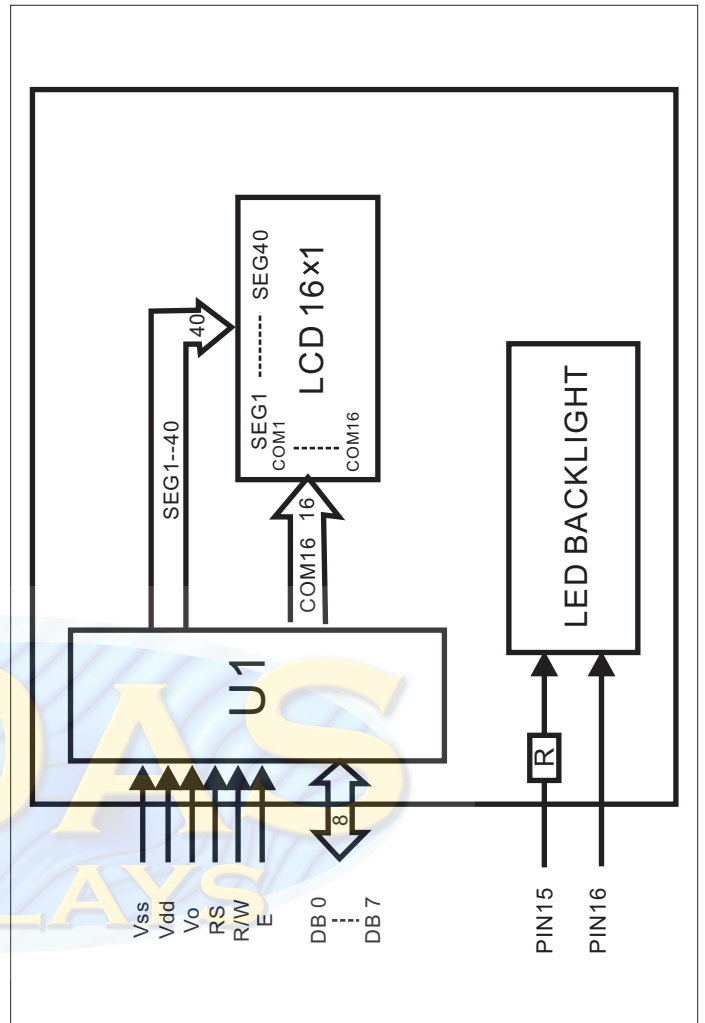 Vss
Vdd
Vo
RS
R/W
E
DB 0
DB 7
8
U1
SEG1--40
40
COM16 16
SEG1 SEG40
COM1
COM16
LCD 16×1
PIN15
PIN16
R
LED BACKLIGHT